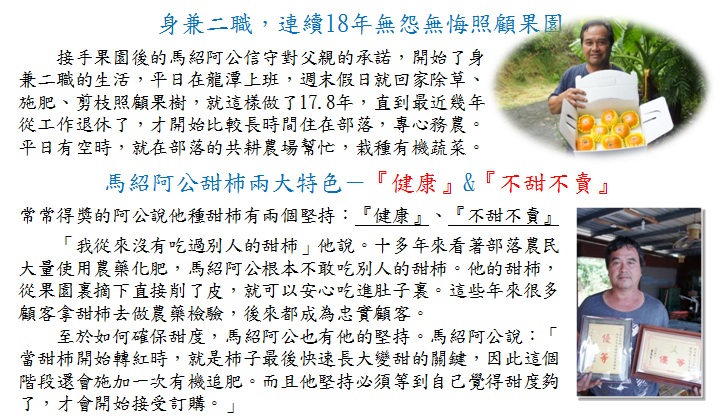 身兼二職，連續18年無怨無悔照顧果園
接手果園後的馬紹阿公信守對父親的承諾，開始了身
兼二職的生活，平日在龍潭上班，週末假日就回家除草、
施肥、剪枝照顧果樹，就這樣做了17.8年，直到最近幾年
從工作退休了，才開始比較長時間住在部落，專心務農。
平日有空時，就在部落的共耕農場幫忙，栽種有機蔬菜。
馬紹阿公甜柿兩大特色－『健康』&『不甜不賣』
常常得獎的阿公說他種甜柿有兩個堅持：『健康』、『不甜不賣』
「我從來沒有吃過別人的甜柿」他說。十多年來看著部落農民
大量使用農藥化肥，馬紹阿公根本不敢吃別人的甜柿。他的甜柿，
從果園裏摘下直接削了皮，就可以安心吃進肚子裏。這些年來很多
顧客拿甜柿去做農藥檢驗，後來都成為忠實顧客。
至於如何確保甜度，馬紹阿公也有他的堅持。馬紹阿公說：「
當甜柿開始轉紅時，就是柿子最後快速長大變甜的關鍵，因此這個
階段還會施加一次有機追肥。而且他堅持必須等到自己覺得甜度夠
了，才會開始接受訂購。」
優等
優等